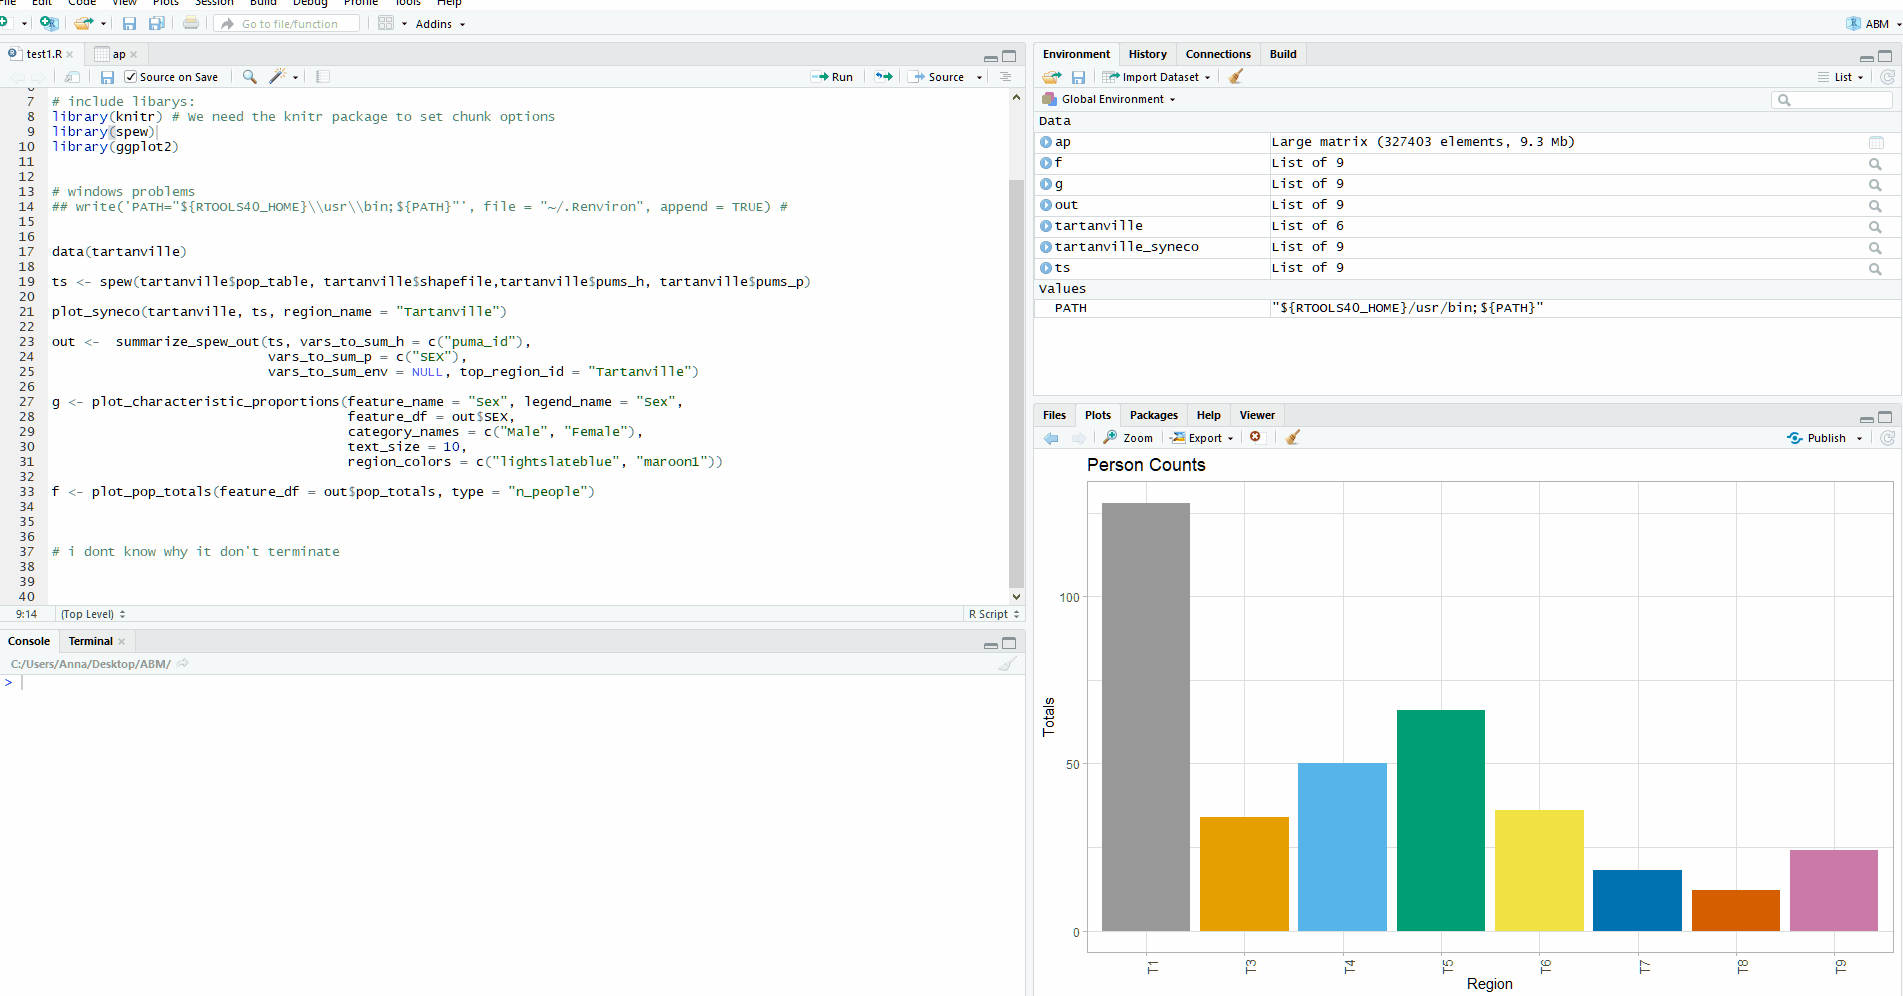 File Edit Code View Plots Session Build Debug Profile Tools Help
Go to file/function Addins ABM
test1.R ap
Source on Save Run Source
7 # include libarys:
8 library(knitr) # We need the knitr package to set chunk options
9 library(spew)
10 library(ggplot2)
11
12
13 # windows problems
14 ## write('PATH="${RTOOLS40_HOME}\\usr\\bin;${PATH}"', file = "~/.Renviron", append = TRUE) #
15
16
17 data(tartanville)
18
19 ts <- spew(tartanville$pop_table, tartanville$shapefile,tartanville$pums_h, tartanville$pums_p)
20
21 plot_syneco(tartanville, ts, region_name = "Tartanville")
22
23 out <-  summarize_spew_out(ts, vars_to_sum_h = c("puma_id"),
24 vars_to_sum_p = c("SEX"),
25 vars_to_sum_env = NULL, top_region_id = "Tartanville")
26
27 g <- plot_characteristic_proportions(feature_name = "Sex", legend_name = "Sex",
28 feature_df = out$SEX,
29 category_names = c("Male", "Female"),
30 text_size = 10,
31 region_colors = c("lightslateblue", "maroon1"))
32
33 f <- plot_pop_totals(feature_df = out$pop_totals, type = "n_people")
34
35
36
37 # i dont know why it don't terminate
38
39
40
9:14 (Top Level) R Script
Console Terminal
C:/Users/Anna/Desktop/ABM/
>
Environment History Connections Build
Import Dataset List
Global Environment
Data
ap Large matrix (327403 elements, 9.3 Mb)
f List of 9
g List of 9
out List of 9
tartanville List of 6
tartanville_syneco List of 9
ts List of 9
Values
PATH "${RTOOLS40_HOME}/usr/bin;${PATH}"
Files Plots Packages Help Viewer
Zoom Export Publish
Person Counts
100
50
0
Totals
T1 T3 T4 T5 T6 T7 T8 T9
Region